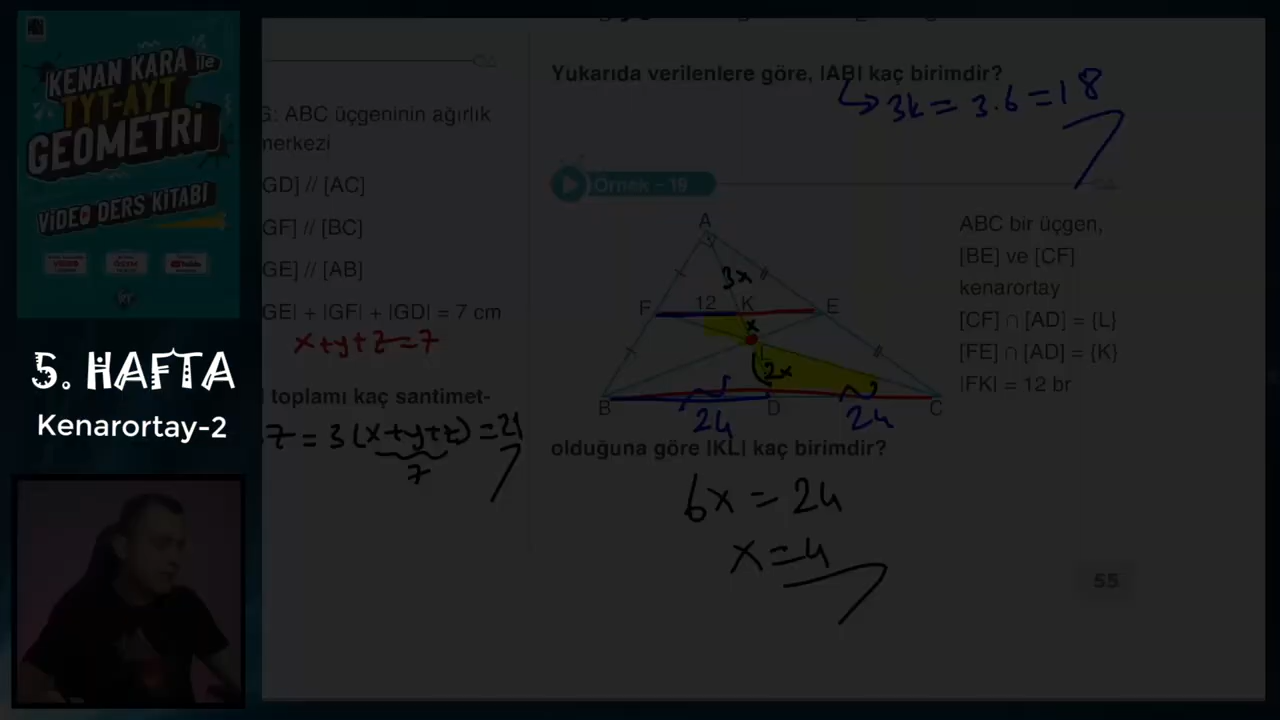 KENAN KARA ile
TYT-AYT
GEOMETRİ
VİDEO DERS KİTABI
5. HAFTA
Kenarortay-2
G: ABC üçgeninin ağırlık
merkezi
GD] // [AC]
GF] // [BC]
GE] // [AB]
GE| + |GF| + |GD| = 7 cm
x+y+z=7
toplamı kaç santimet-
z = 3(x+y+z) = 21
7
Yukarıda verilenlere göre, |AB| kaç birimdir?
3k = 3.6 = 18
Örnek - 19
A
3x
F 12 K E
x
L
2x
B D C
24 24
ABC bir üçgen,
[BE] ve [CF]
kenarortay
[CF] ∩ [AD] = {L}
[FE] ∩ [AD] = {K}
|FK| = 12 br
olduğuna göre |KL| kaç birimdir?
6x = 24
x = 4
55